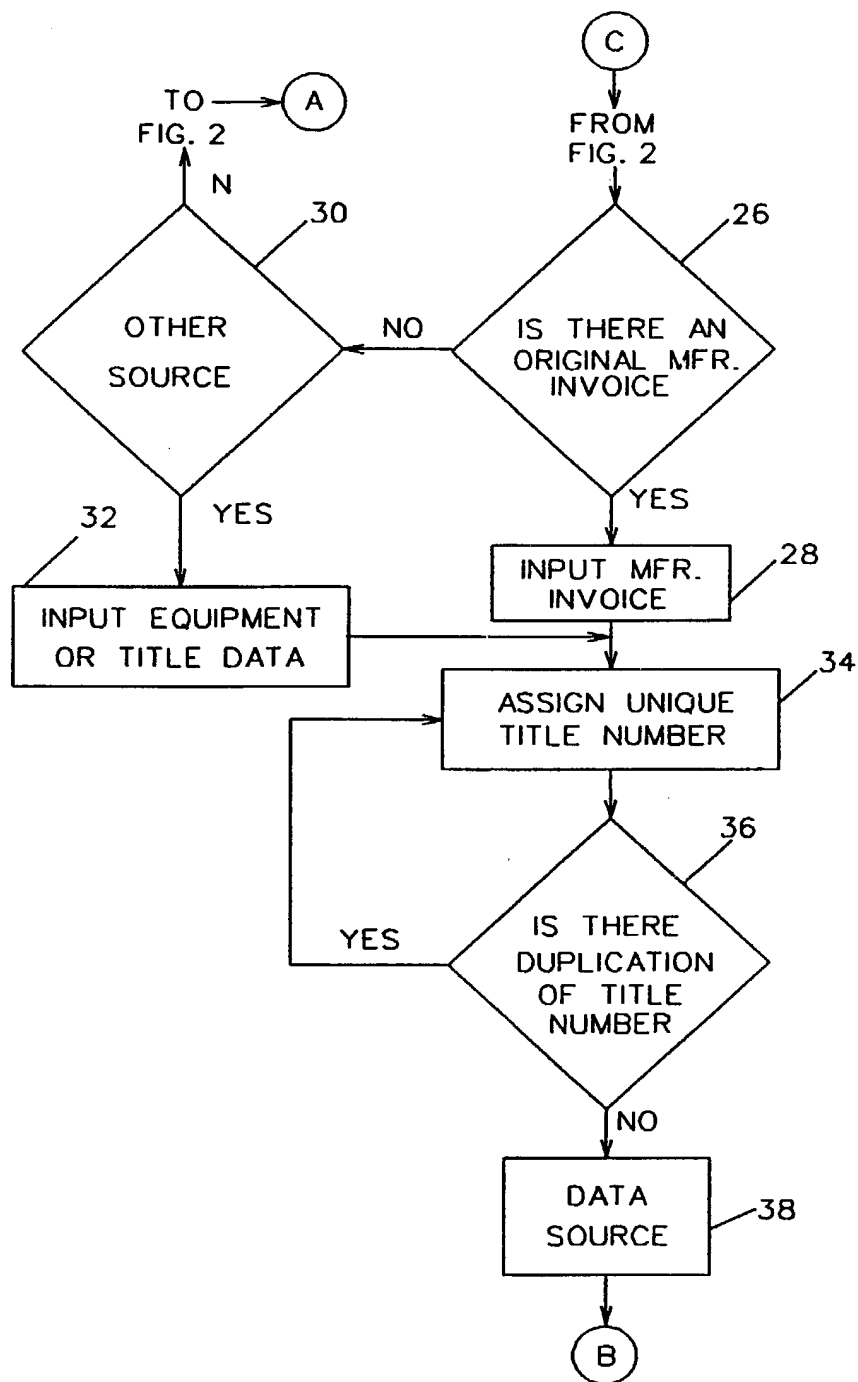 C
TO
A
FIG. 2
FROM
FIG. 2
N
30
26
OTHER
SOURCE
NO
IS THERE AN
ORIGINAL MFR.
INVOICE
YES
YES
32
INPUT MFR.
INVOICE
28
INPUT EQUIPMENT
OR TITLE DATA
34
ASSIGN UNIQUE
TITLE NUMBER
36
YES
IS THERE
DUPLICATION
OF TITLE
NUMBER
NO
DATA
SOURCE
38
B